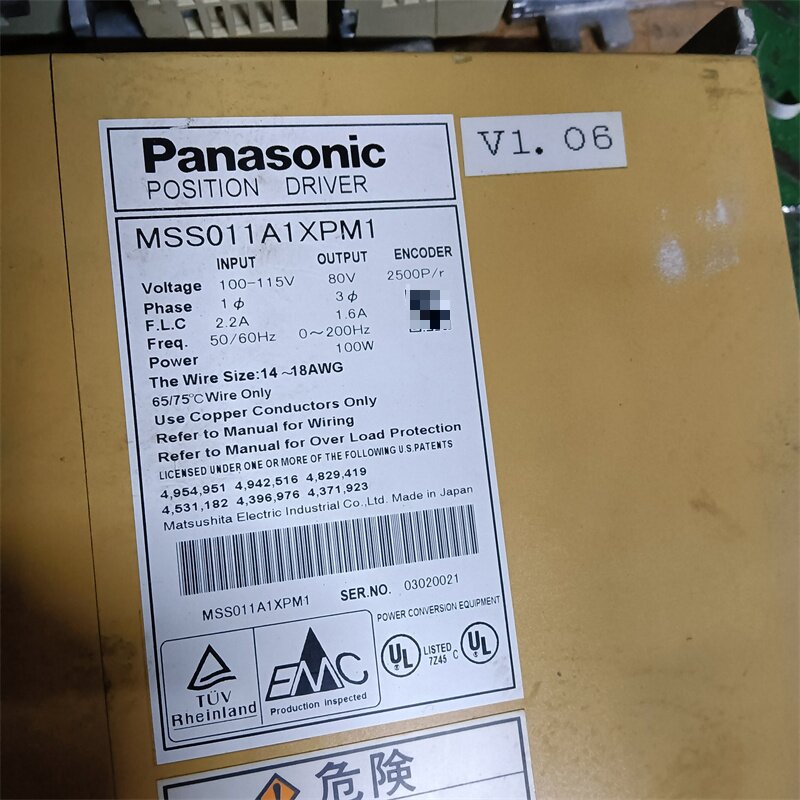 Panasonic
POSITION DRIVER
V1.06
MSS011A1XPM1
INPUT OUTPUT ENCODER
Voltage 100-115V 80V 2500P/r
Phase 1ϕ 3ϕ
F.L.C 2.2A 1.6A
Freq. 50/60Hz 0~200Hz
Power 100W
The Wire Size:14~18AWG
65/75℃ Wire Only
Use Copper Conductors Only
Refer to Manual for Wiring
Refer to Manual for Over Load Protection
LICENSED UNDER ONE OR MORE OF THE FOLLOWING U.S.PATENTS
4,954,951 4,942,516 4,829,419
4,531,182 4,396,976 4,371,923
Matsushita Electric Industrial Co.,Ltd. Made in Japan
MSS011A1XPM1 SER.NO. 03020021
POWER CONVERSION EQUIPMENT
TÜV
Rheinland
EMC
Production Inspected
UL LISTED C UL
7Z45
危険